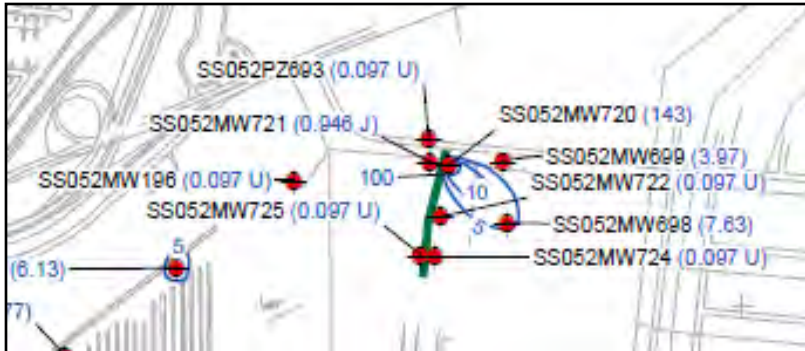 SS052PZ693 (0.097 U)
SS052MW720 (143)
SS052MW721 (0.946 J)
SS052MW699 (3.97)
100
SS052MW196 (0.097 U)
10
SS052MW722 (0.097 U)
SS052MW725 (0.097 U)
5
SS052MW698 (7.63)
5
SS052MW724 (0.097 U)
(6.13)
77)